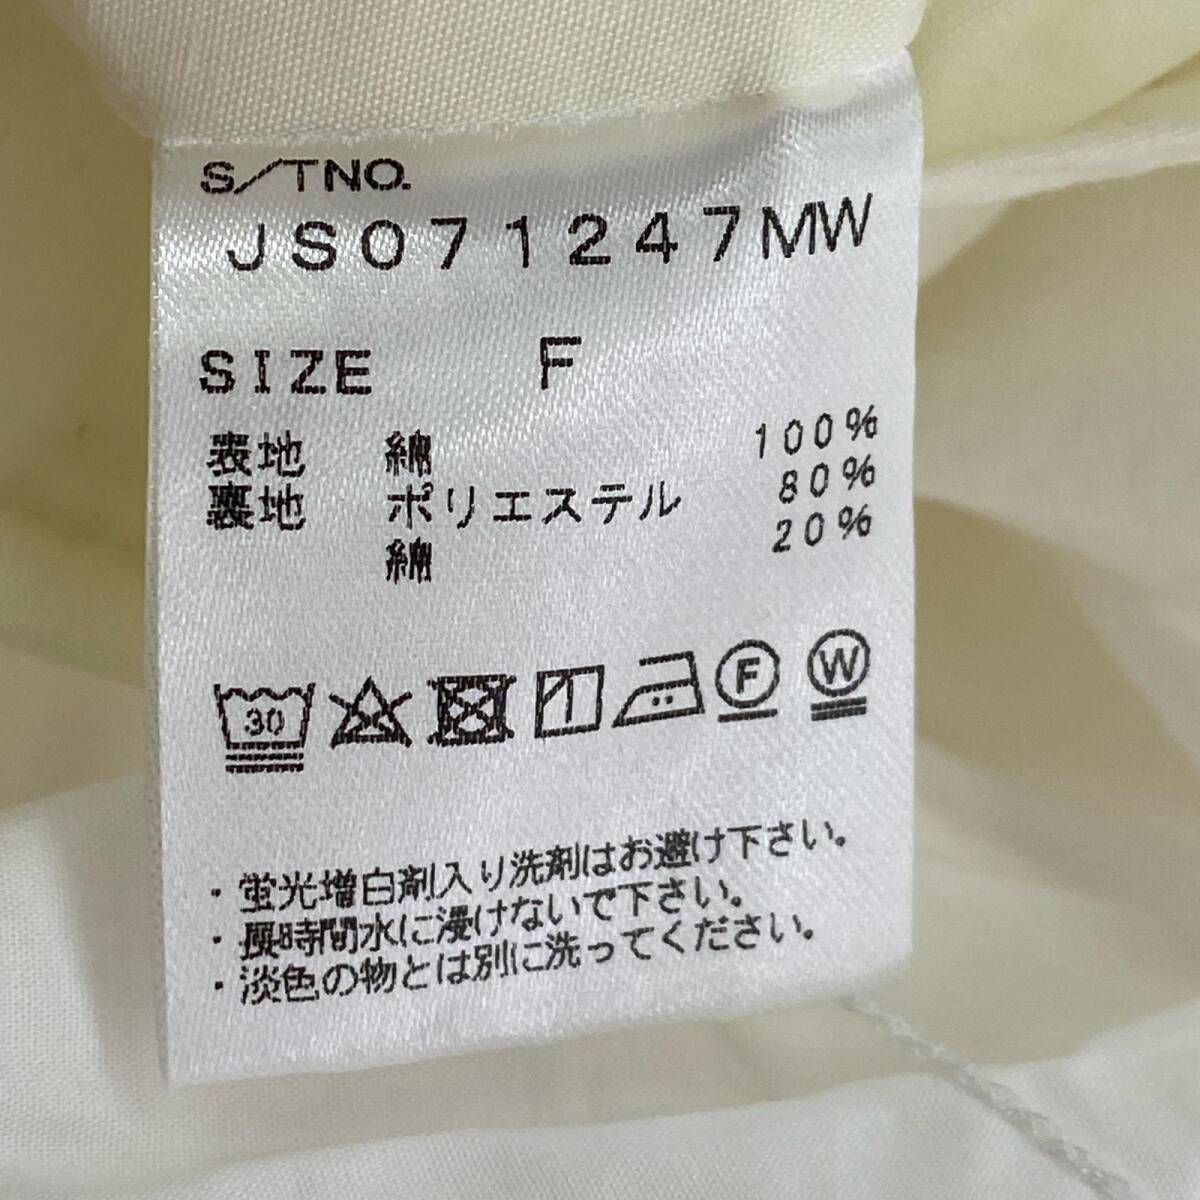 S/TNO.
JS071247MW
SIZE F
表地 綿 100%
裏地 ポリエステル 80%
綿 20%
30
F W
・蛍光増白剤入り洗剤はお避け下さい。
・長時間水に浸けないで下さい。
・淡色の物とは別に洗ってください。